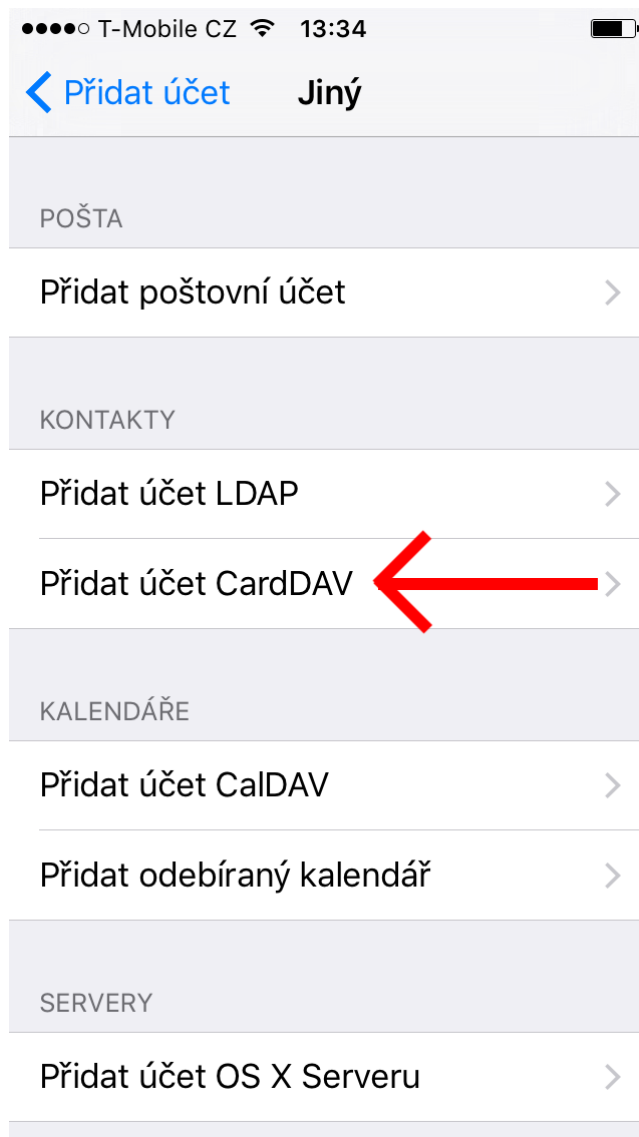 T-Mobile CZ 13:34
Přidat účet Jiný
POŠTA
Přidat poštovní účet
KONTAKTY
Přidat účet LDAP
Přidat účet CardDAV
KALENDÁŘE
Přidat účet CalDAV
Přidat odebíraný kalendář
SERVERY
Přidat účet OS X Serveru